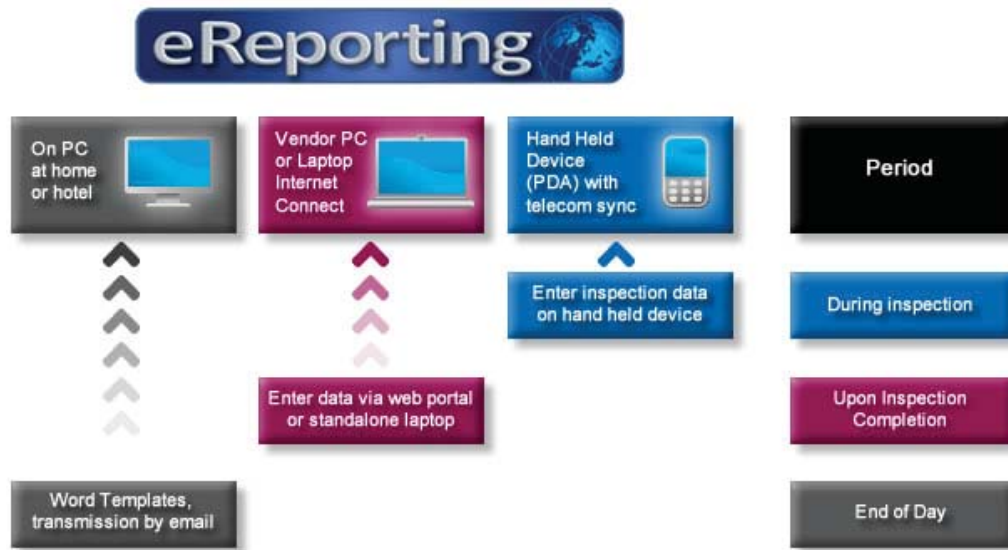 eReporting
On PC
at home
or hotel
Vendor PC
or Laptop
Internet
Connect
Hand Held
Device
(PDA) with
telecom sync
Period
Enter inspection data
on hand held device
During inspection
Enter data via web portal
or standalone laptop
Upon Inspection
Completion
Word Templates,
transmission by email
End of Day